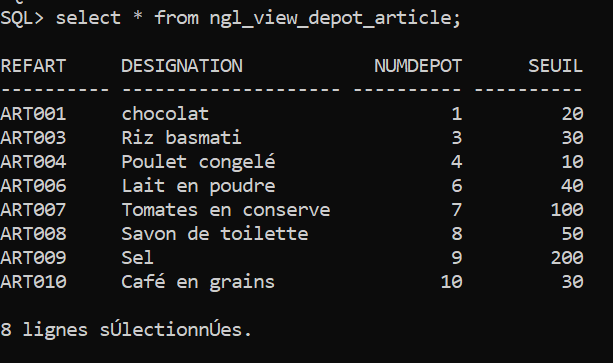 SQL> select * from ngl_view_depot_article;
REFART     DESIGNATION            NUMDEPOT      SEUIL
---------- -------------------- ---------- ----------
ART001     chocolat                      1         20
ART003     Riz basmati                   3         30
ART004     Poulet congelé                4         10
ART006     Lait en poudre                6         40
ART007     Tomates en conserve           7        100
ART008     Savon de toilette             8         50
ART009     Sel                           9        200
ART010     Café en grains               10         30
8 lignes sÚlectionnÚes.